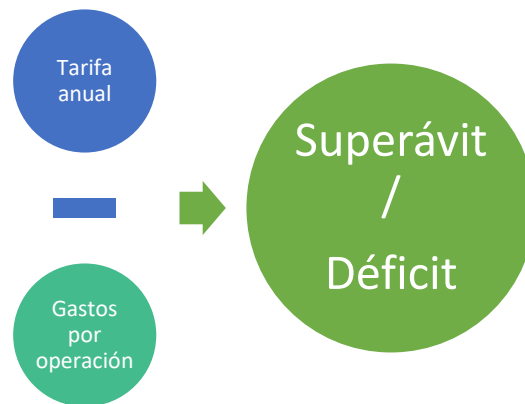 Tarifa
anual
Superávit
/
Déficit
Gastos
por
operación